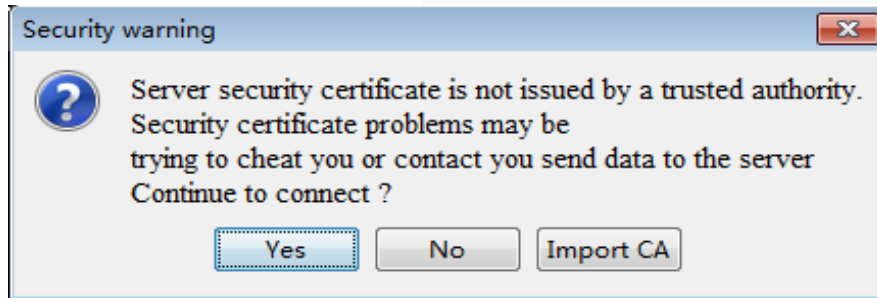 Security warning
Server security certificate is not issued by a trusted authority.
Security certificate problems may be
trying to cheat you or contact you send data to the server
Continue to connect ?
Yes No Import CA